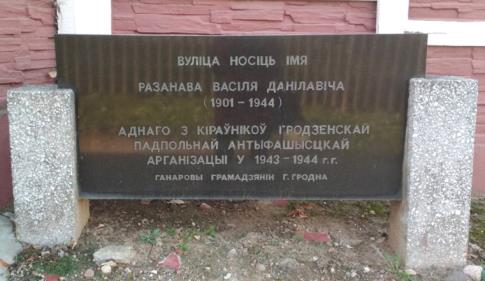 ВУЛІЦА НОСІЦЬ ІМЯ
РАЗАНАВА ВАСІЛЯ ДАНІЛАВІЧА
(1901 - 1944)
АДНАГО З КІРАЎНІКОЎ ГРОДЗЕНСКАЙ
ПАДПОЛЬНАЙ АНТЫФАШЫСЦКАЙ
АРГАНІЗАЦЫІ У 1943 - 1944 г.г.
ГАНАРОВЫ ГРАМАДЗЯНІН Г. ГРОДНА